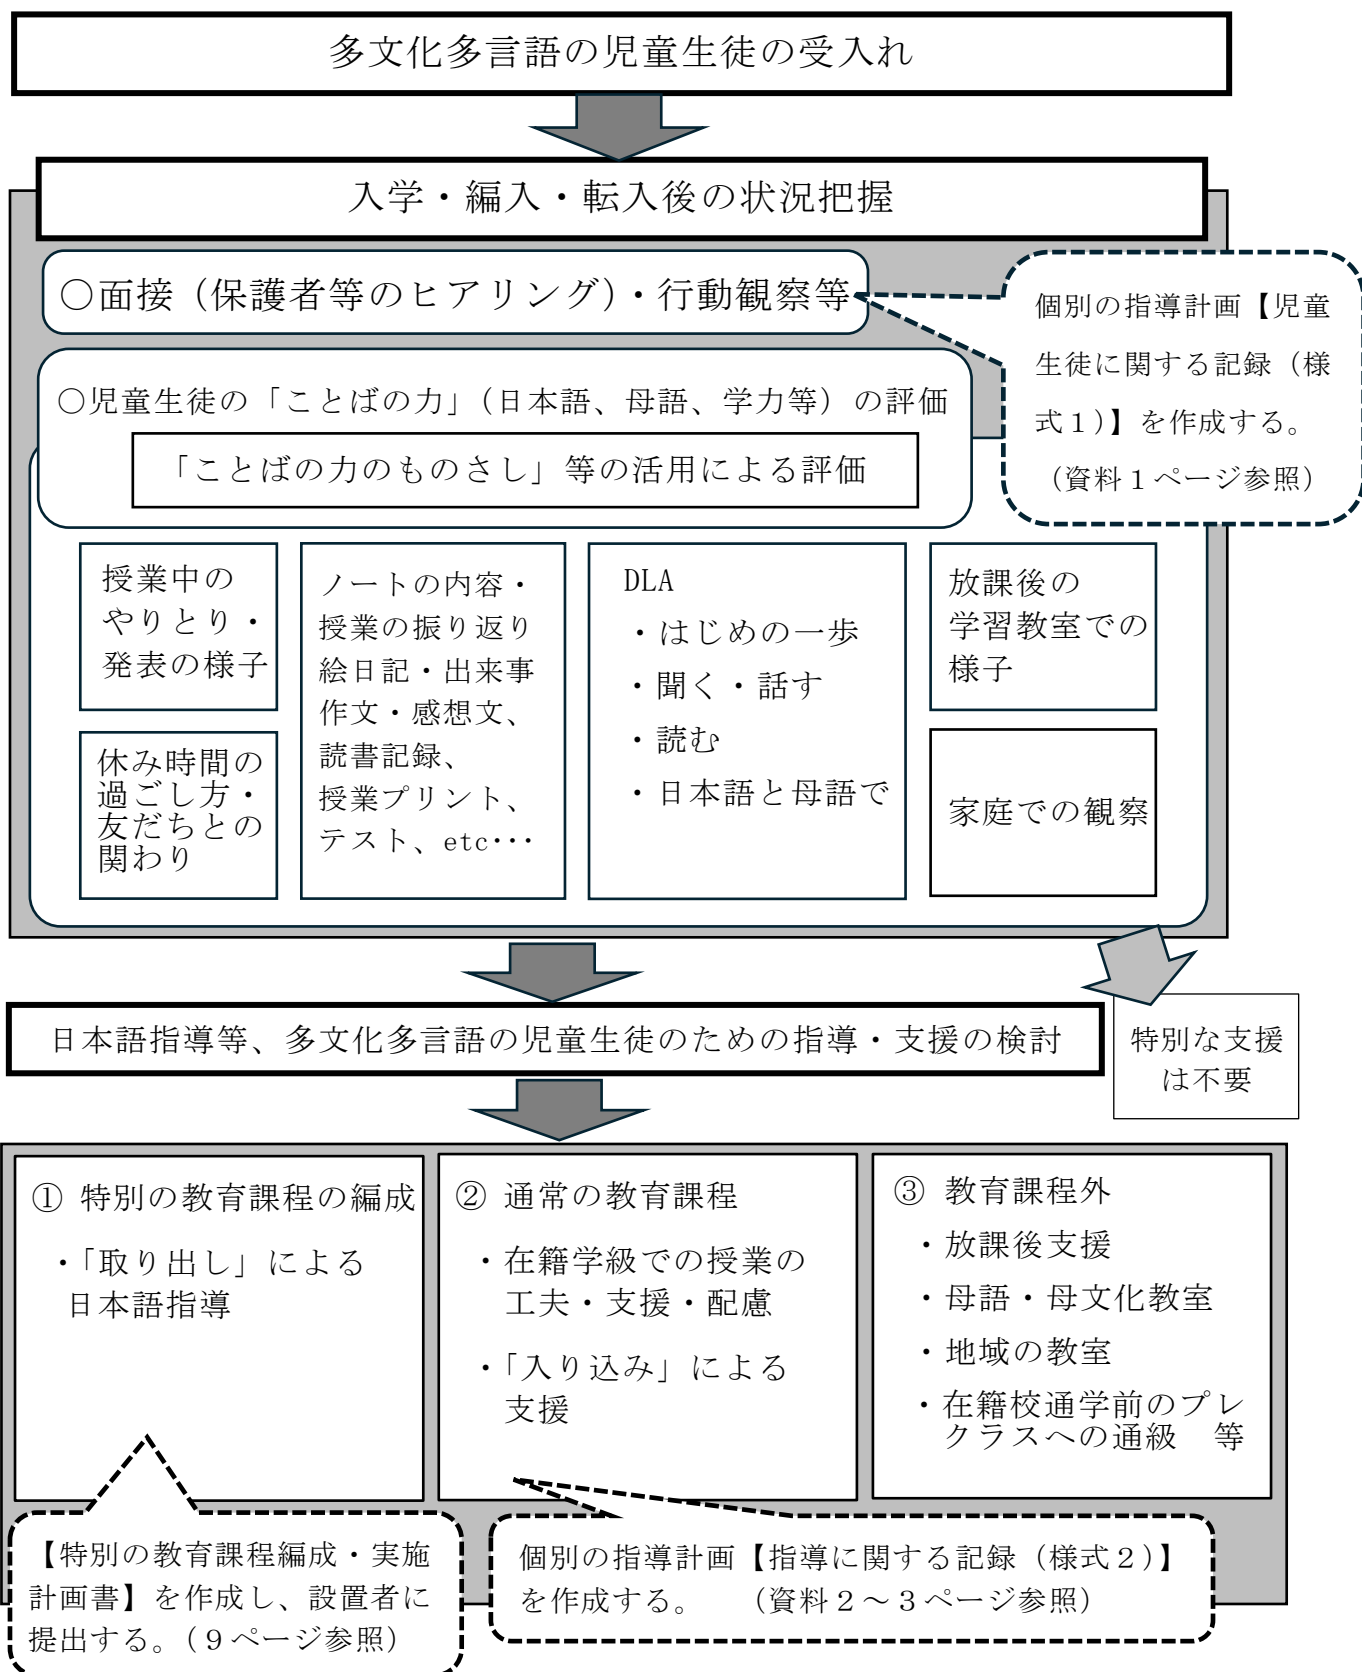 多文化多言語の児童生徒の受入れ
入学・編入・転入後の状況把握
○面接（保護者等のヒアリング）・行動観察等
個別の指導計画【児童
生徒に関する記録（様
式１）】を作成する。
（資料１ページ参照）
○児童生徒の「ことばの力」（日本語、母語、学力等）の評価
「ことばの力のものさし」等の活用による評価
授業中の
やりとり・
発表の様子
休み時間の
過ごし方・
友だちとの
関わり
ノートの内容・
授業の振り返り
絵日記・出来事
作文・感想文、
読書記録、
授業プリント、
テスト、etc･･･
DLA
・はじめの一歩
・聞く・話す
・読む
・日本語と母語で
放課後の
学習教室での
様子
家庭での観察
日本語指導等、多文化多言語の児童生徒のための指導・支援の検討
特別な支援
は不要
① 特別の教育課程の編成
・「取り出し」による
日本語指導
② 通常の教育課程
・在籍学級での授業の
工夫・支援・配慮
・「入り込み」による
支援
③ 教育課程外
・放課後支援
・母語・母文化教室
・地域の教室
・在籍校通学前のプレ
クラスへの通級　等
【特別の教育課程編成・実施
計画書】を作成し、設置者に
提出する。（９ページ参照）
個別の指導計画【指導に関する記録（様式２）】
を作成する。　（資料２～３ページ参照）